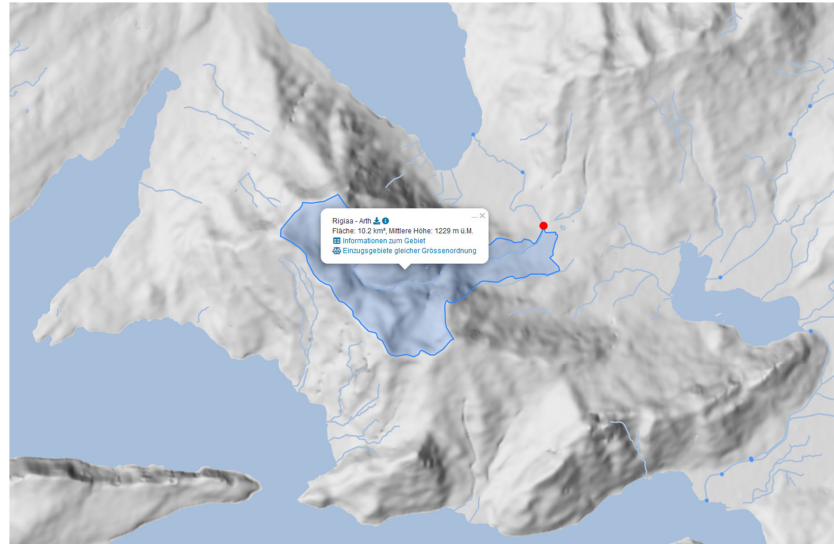 Rigiaa - Arth
Fläche: 10.2 km², Mittlere Höhe: 1229 m ü.M.
Informationen zum Gebiet
Einzugsgebiete gleicher Grössenordnung